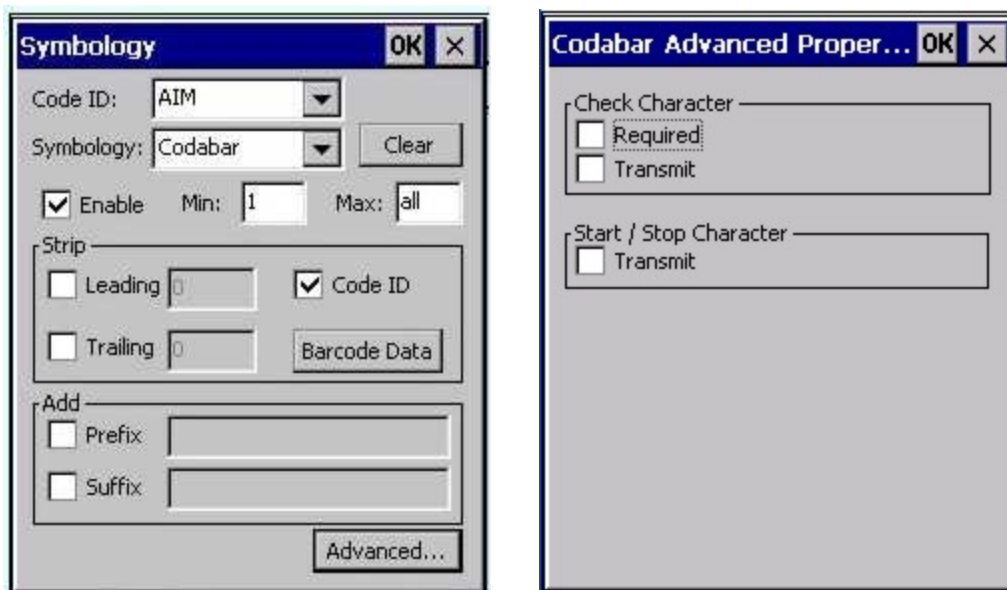 Symbology OK ×
Code ID: AIM
Symbology: Codabar Clear
Enable Min: 1 Max: all
Strip
Leading 0 Code ID
Trailing 0 Barcode Data
Add
Prefix
Suffix
Advanced...
Codabar Advanced Proper... OK ×
Check Character
Required
Transmit
Start / Stop Character
Transmit